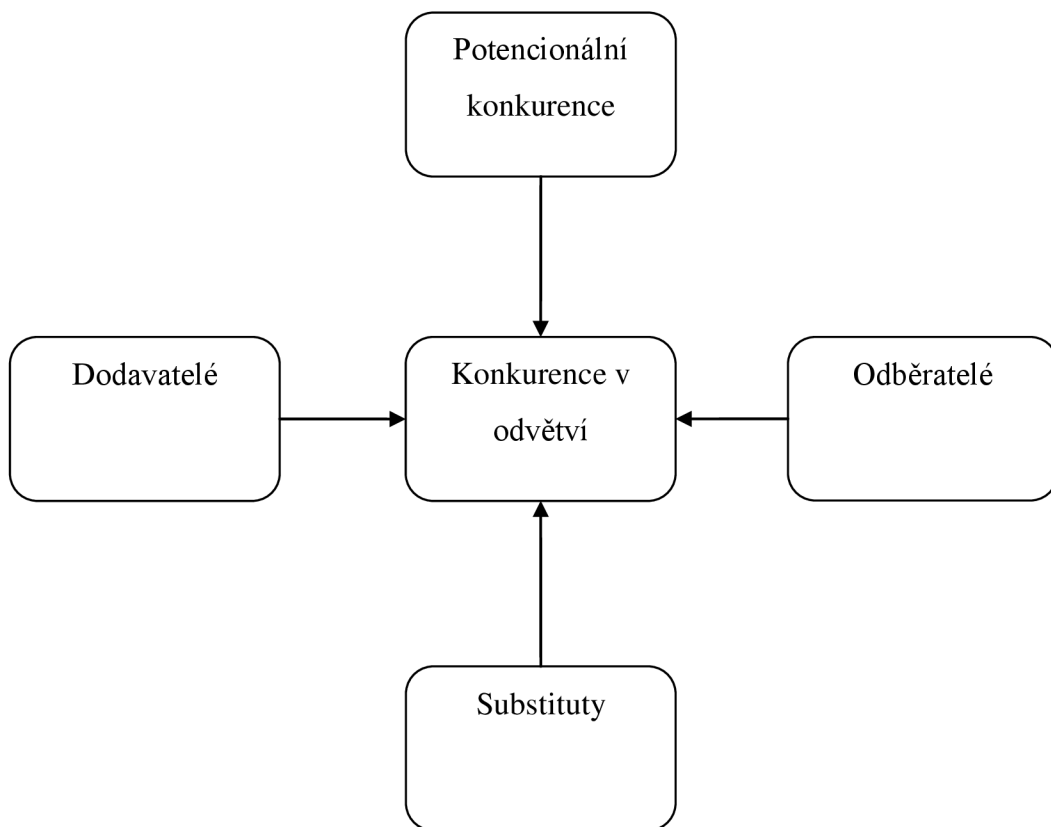 Potencionální
konkurence
Dodavatelé
Konkurence v
odvětví
Odběratelé
Substituty